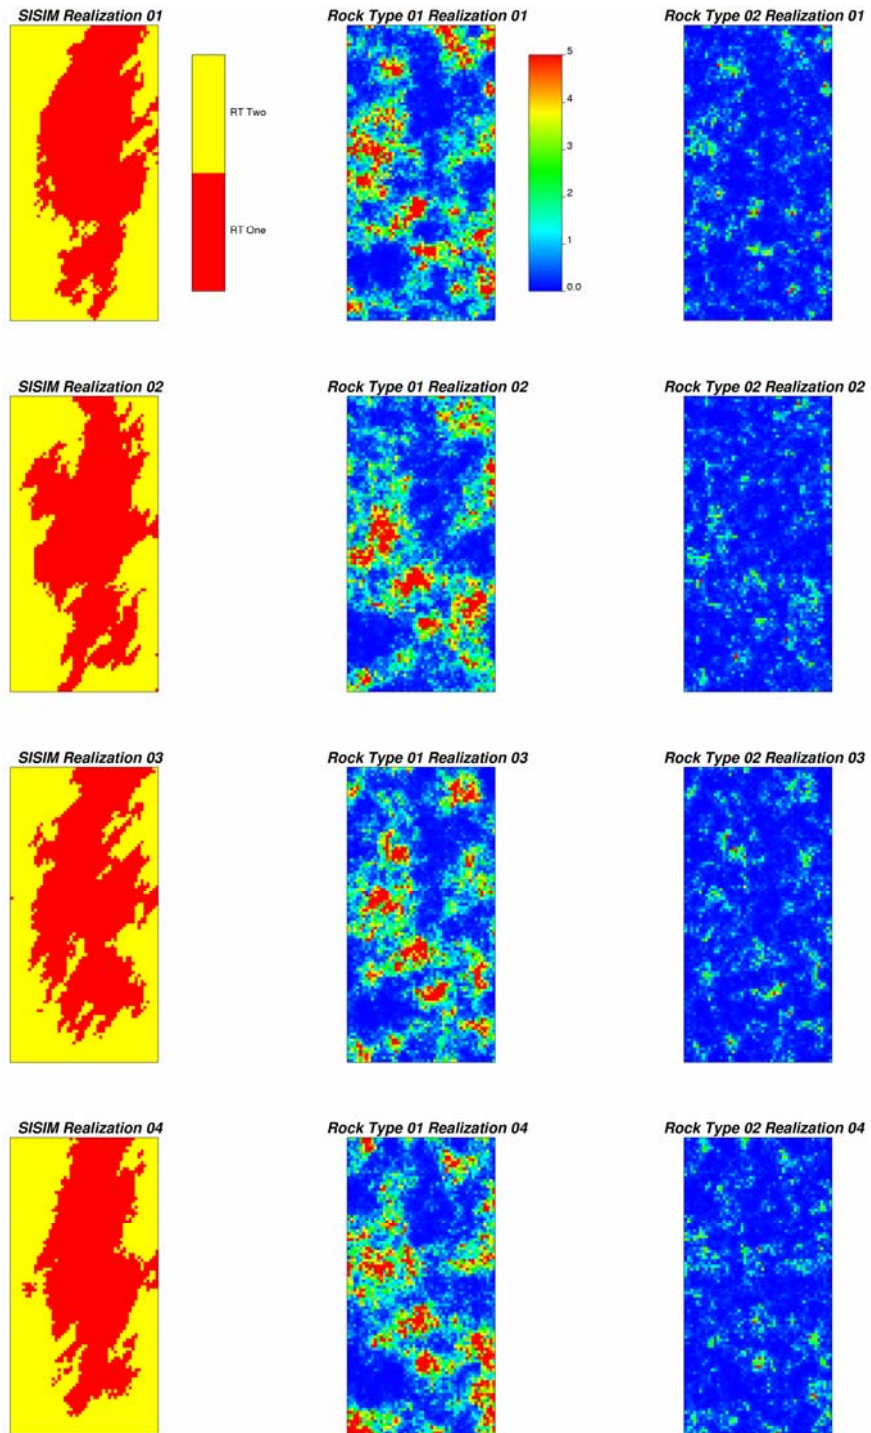 SISIM Realization 01
Rock Type 01 Realization 01
Rock Type 02 Realization 01
RT Two
RT One
5
.4
.3
.2
.1
0.0
SISIM Realization 02
Rock Type 01 Realization 02
Rock Type 02 Realization 02
SISIM Realization 03
Rock Type 01 Realization 03
Rock Type 02 Realization 03
SISIM Realization 04
Rock Type 01 Realization 04
Rock Type 02 Realization 04